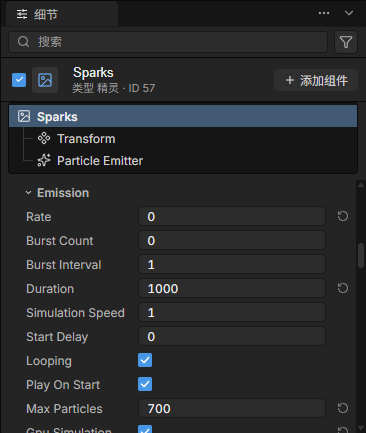 细节
搜索
Sparks
类型 精灵 · ID 57
+ 添加组件
Sparks
Transform
Particle Emitter
Emission
Rate 0
Burst Count 0
Burst Interval 1
Duration 1000
Simulation Speed 1
Start Delay 0
Looping
Play On Start
Max Particles 700
Gpu Simulation